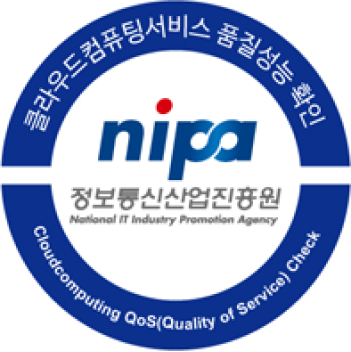 클라우드컴퓨팅서비스 품질성능 확인
nipa
정보통신산업진흥원
National IT Industry Promotion Agency
Cloudcomputing QoS(Quality of Service) Check